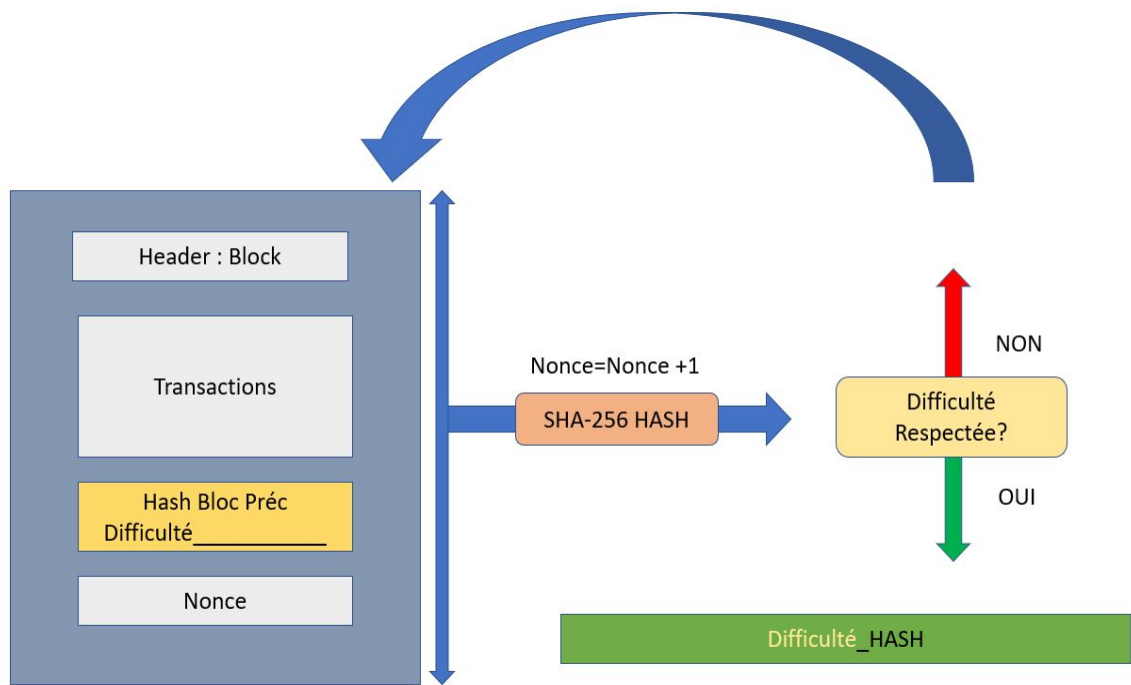 Header : Block
Transactions
Hash Bloc Préc
Difficulté___________
Nonce
Nonce=Nonce +1
SHA-256 HASH
NON
Difficulté
Respectée?
OUI
Difficulté_HASH